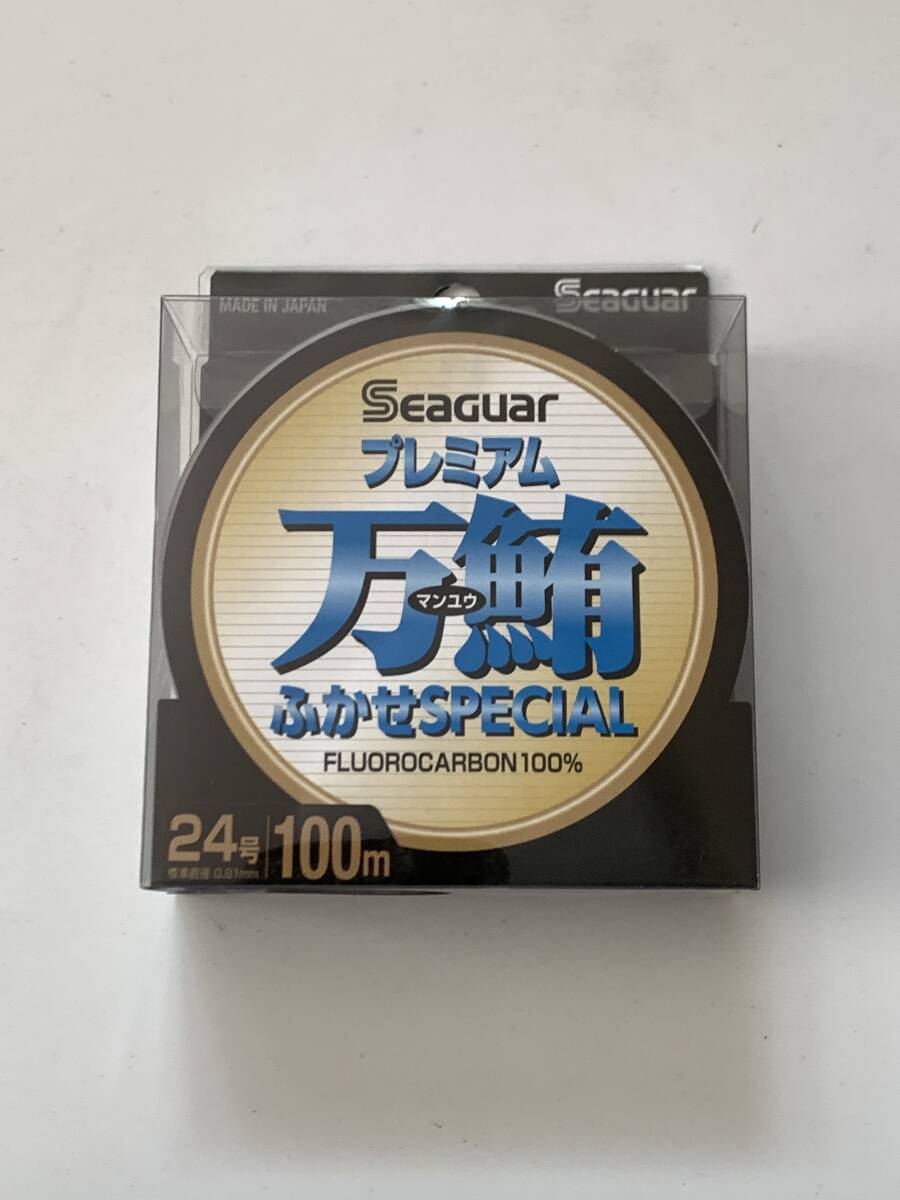 MADE IN JAPAN
Seaguar
Seaguar
プレミアム
万鮪
マンユウ
ふかせSPECIAL
FLUOROCARBON100%
24号
標準直径 0.81mm
100m